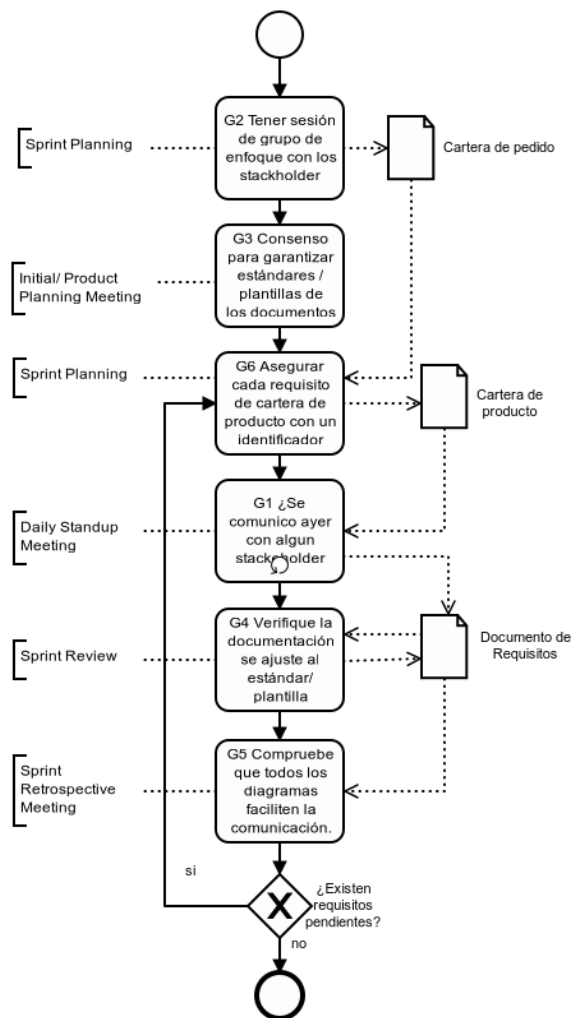 G2 Tener sesión
de grupo de
enfoque con los
stackholder
Sprint Planning
Cartera de pedido
G3 Consenso
para garantizar
estándares /
plantillas de
los documentos
Initial/ Product
Planning Meeting
G6 Asegurar
cada requisito
de cartera de
producto con un
identificador
Sprint Planning
Cartera de
producto
G1 ¿Se
comunico ayer
con algun
stackeholder
Daily Standup
Meeting
G4 Verifique la
documentación
se ajuste al
estándar/
plantilla
Sprint Review
Documento de
Requisitos
G5 Compruebe
que todos los
diagramas
faciliten la
comunicación.
Sprint
Retrospective
Meeting
si
X
¿Existen
requisitos
pendientes?
no